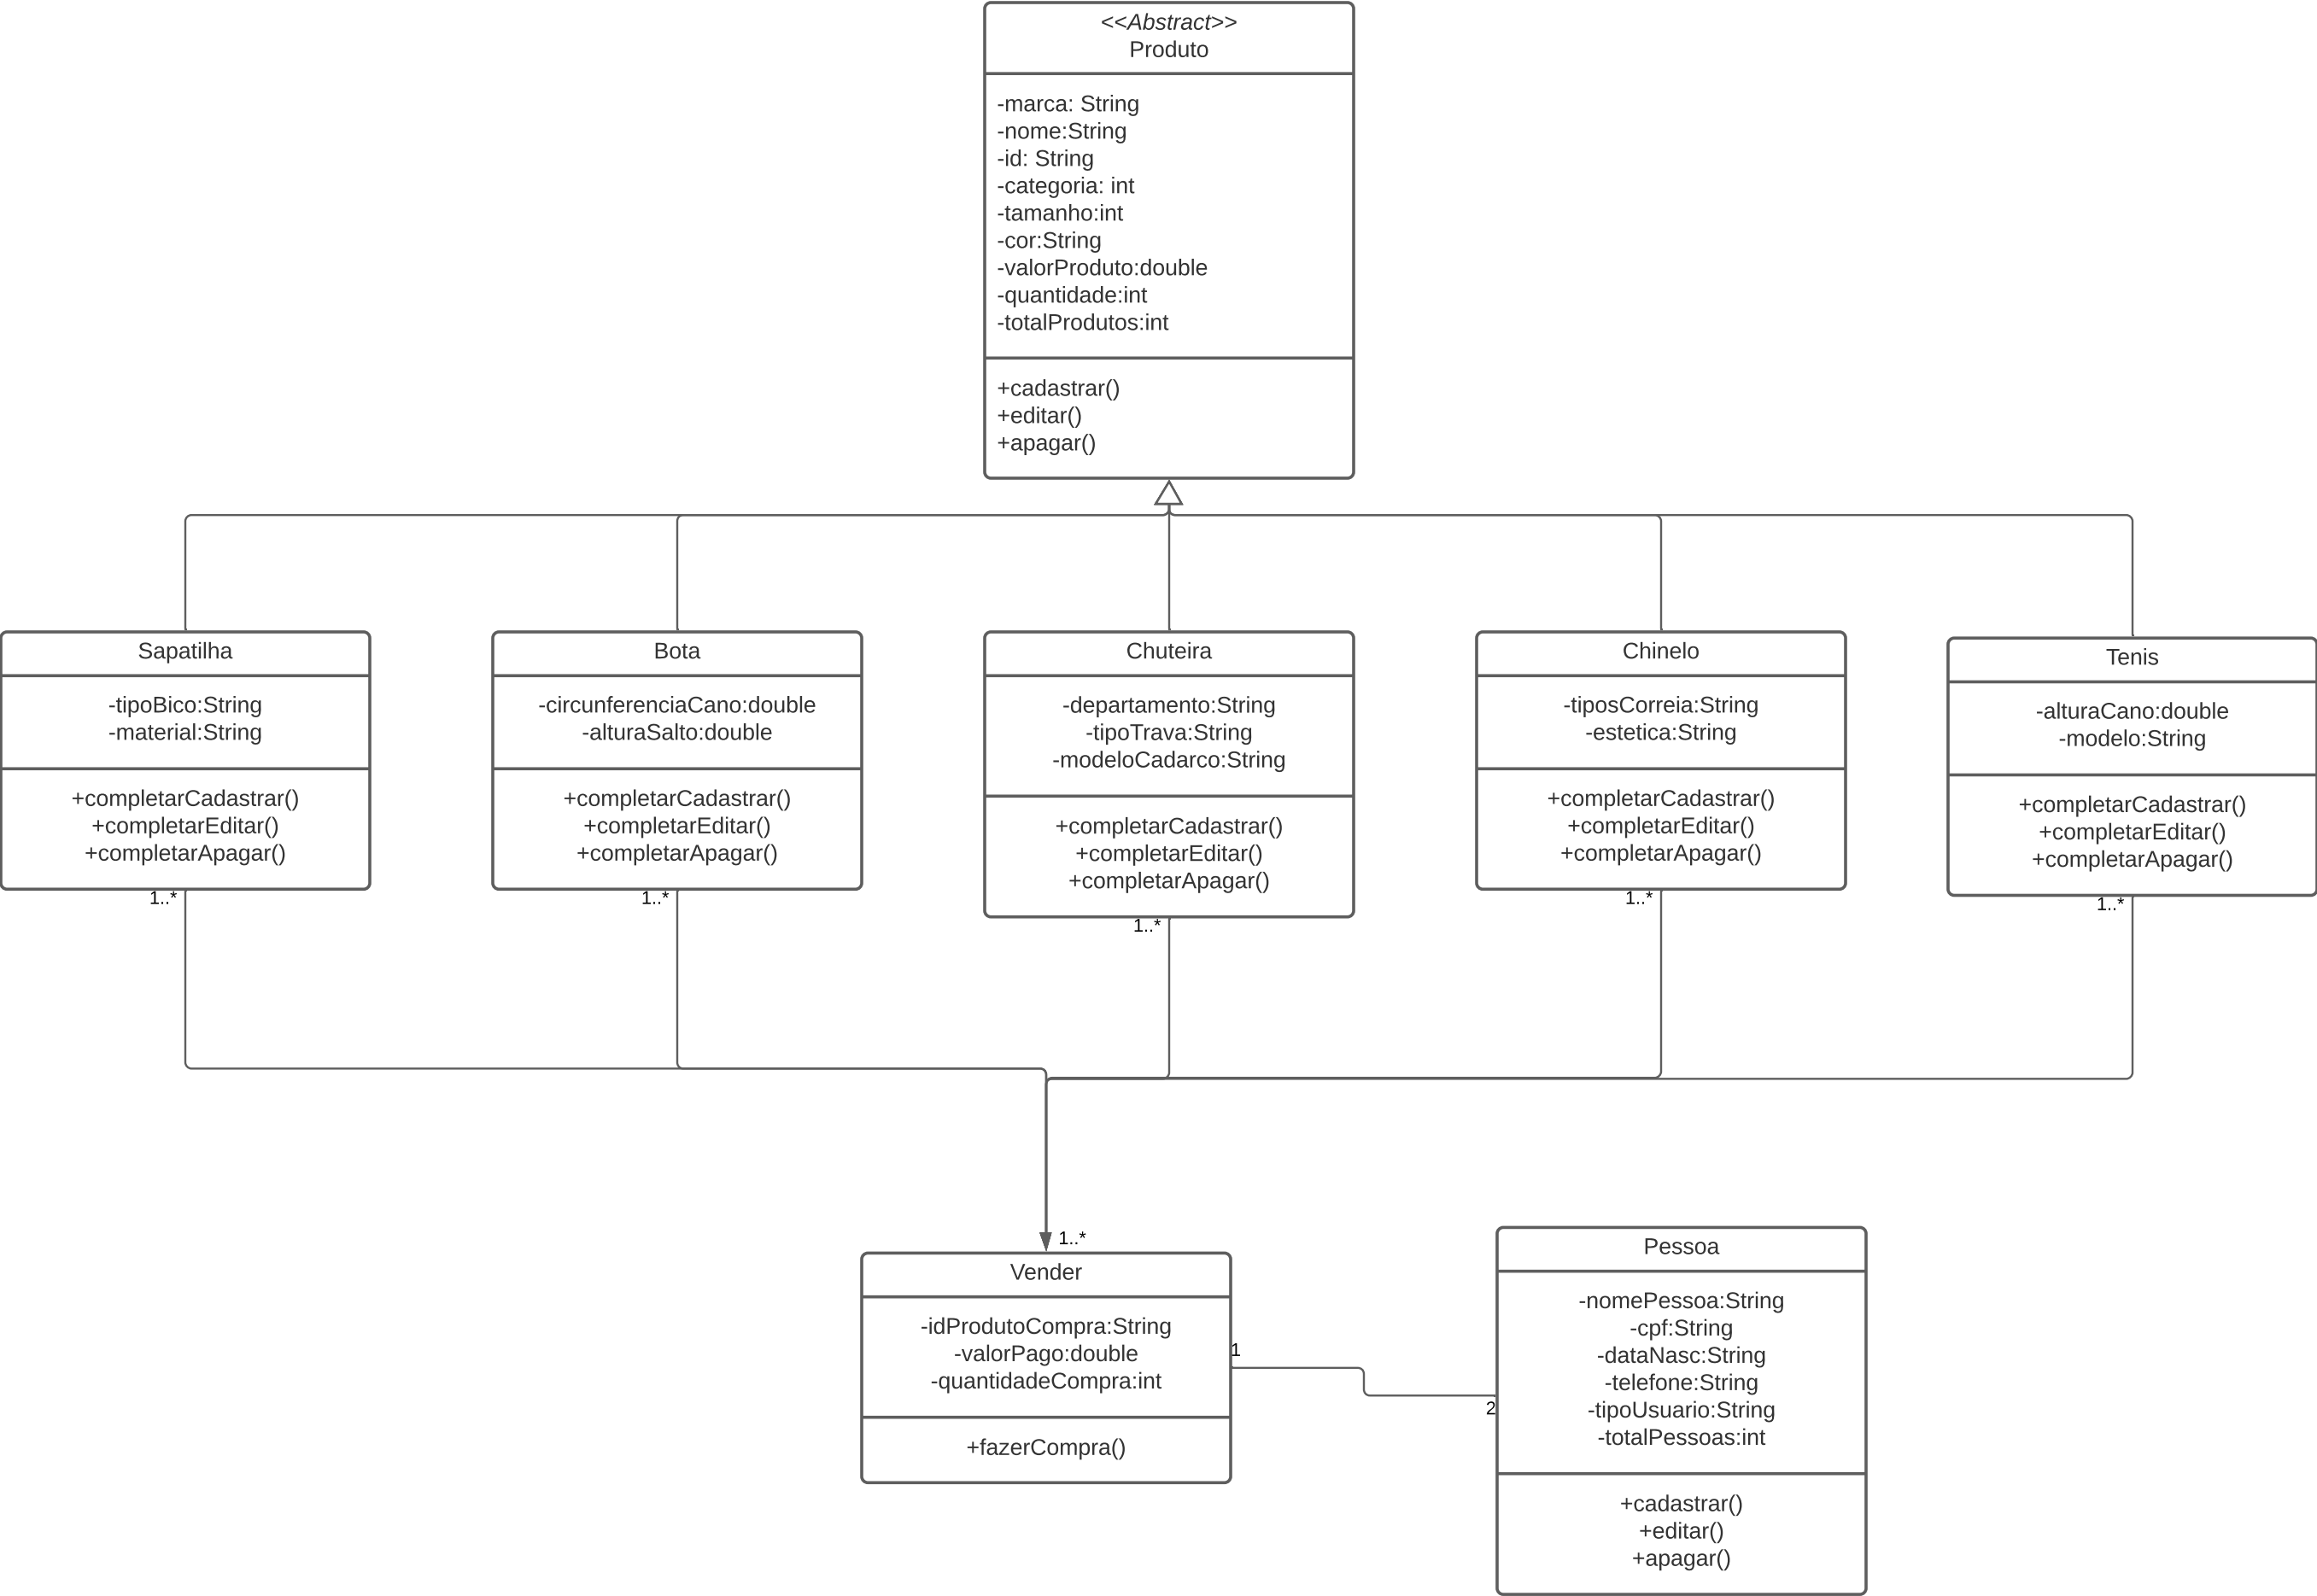 <<Abstract>>
Produto
-marca: String
-nome:String
-id: String
-categoria: int
-tamanho:int
-cor:String
-valorProduto:double
-quantidade:int
-totalProdutos:int
+cadastrar()
+editar()
+apagar()
Sapatilha
-tipoBico:String
-material:String
+completarCadastrar()
+completarEditar()
+completarApagar()
1..*
Bota
-circunferenciaCano:double
-alturaSalto:double
+completarCadastrar()
+completarEditar()
+completarApagar()
1..*
Chuteira
-departamento:String
-tipoTrava:String
-modeloCadarco:String
+completarCadastrar()
+completarEditar()
+completarApagar()
1..*
Chinelo
-tiposCorreia:String
-estetica:String
+completarCadastrar()
+completarEditar()
+completarApagar()
1..*
Tenis
-alturaCano:double
-modelo:String
+completarCadastrar()
+completarEditar()
+completarApagar()
1..*
1..*
Vender
-idProdutoCompra:String
-valorPago:double
-quantidadeCompra:int
+fazerCompra()
1
2
Pessoa
-nomePessoa:String
-cpf:String
-dataNasc:String
-telefone:String
-tipoUsuario:String
-totalPessoas:int
+cadastrar()
+editar()
+apagar()